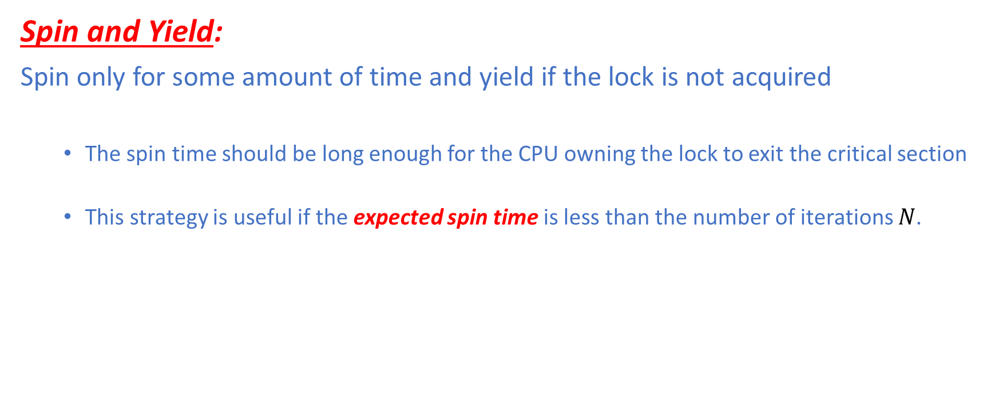 Spin and Yield:
Spin only for some amount of time and yield if the lock is not acquired
• The spin time should be long enough for the CPU owning the lock to exit the critical section
• This strategy is useful if the expected spin time is less than the number of iterations N.